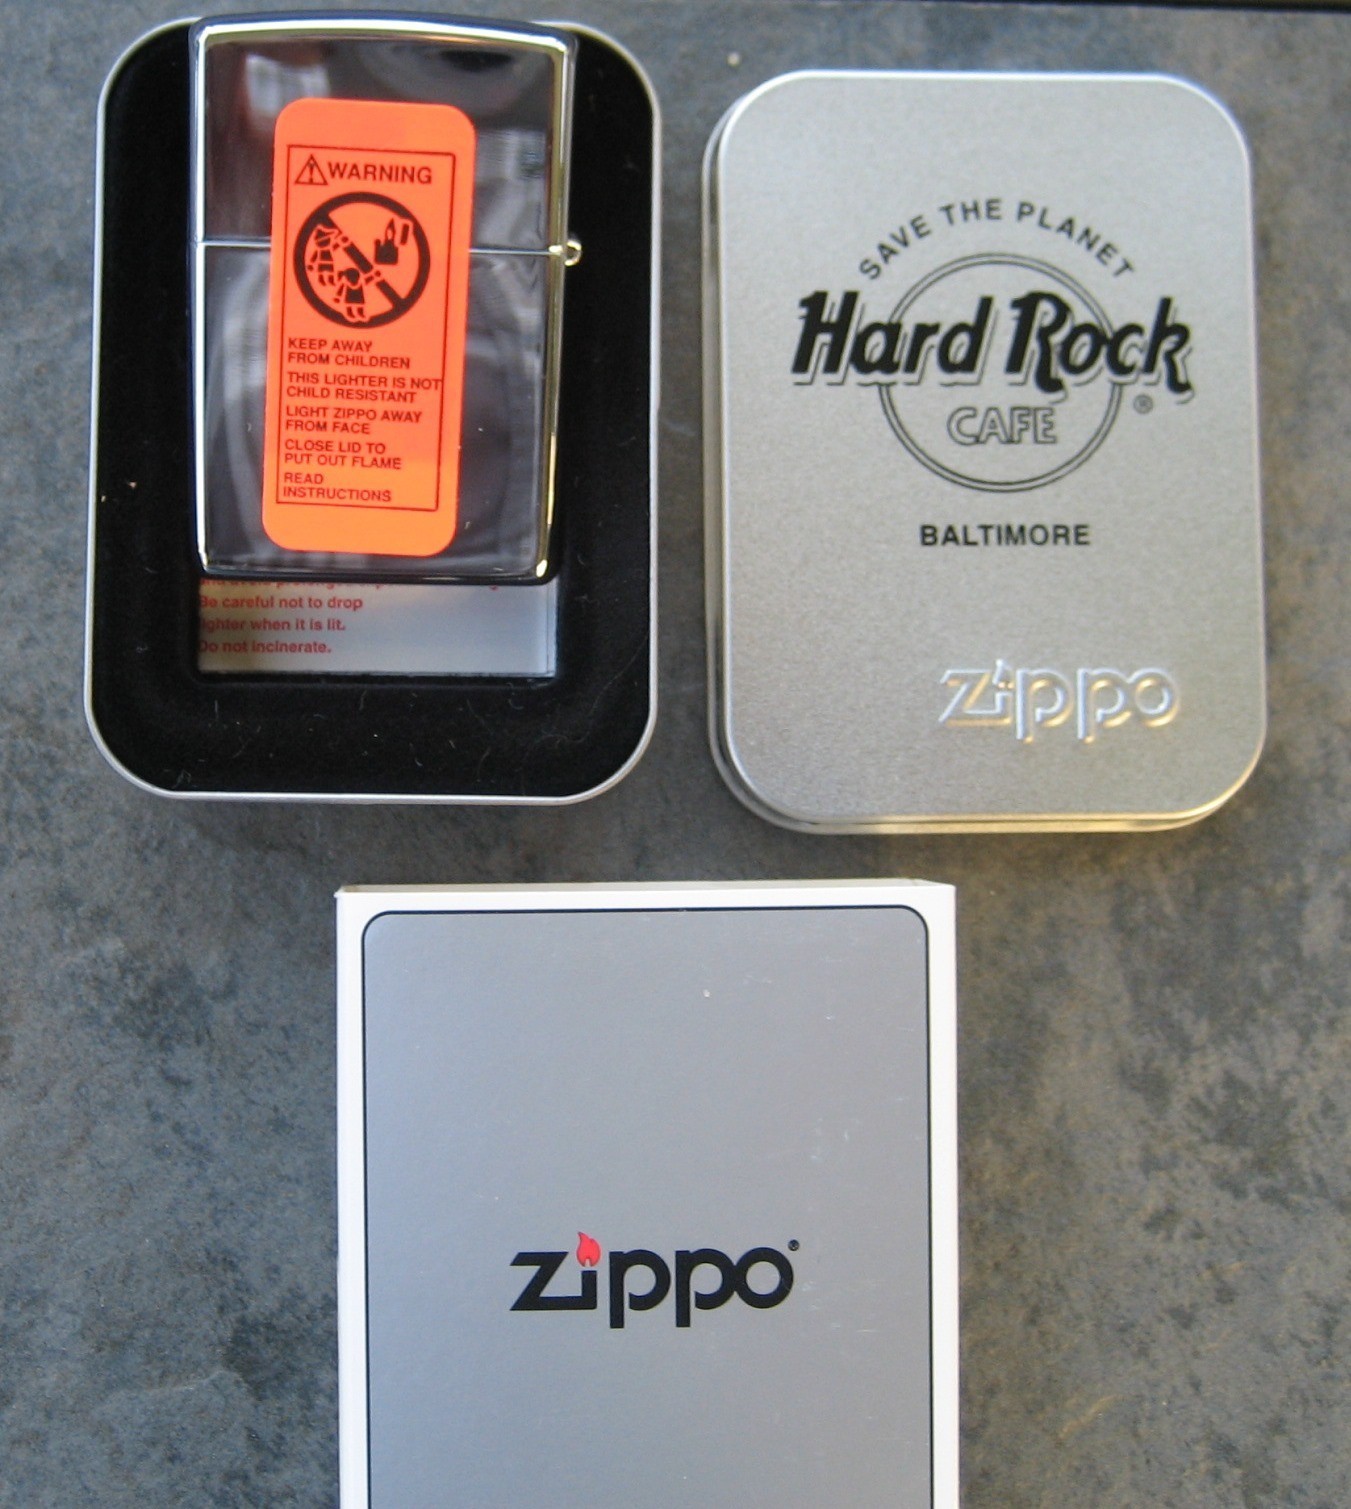 WARNING
KEEP AWAY
FROM CHILDREN
THIS LIGHTER IS NOT
CHILD RESISTANT
LIGHT ZIPPO AWAY
FROM FACE
CLOSE LID TO
PUT OUT FLAME
READ
INSTRUCTIONS
Be careful not to drop
lighter when it is lit.
Do not incinerate.
SAVE THE PLANET
Hard Rock
®
CAFE
BALTIMORE
zippo
zippo®